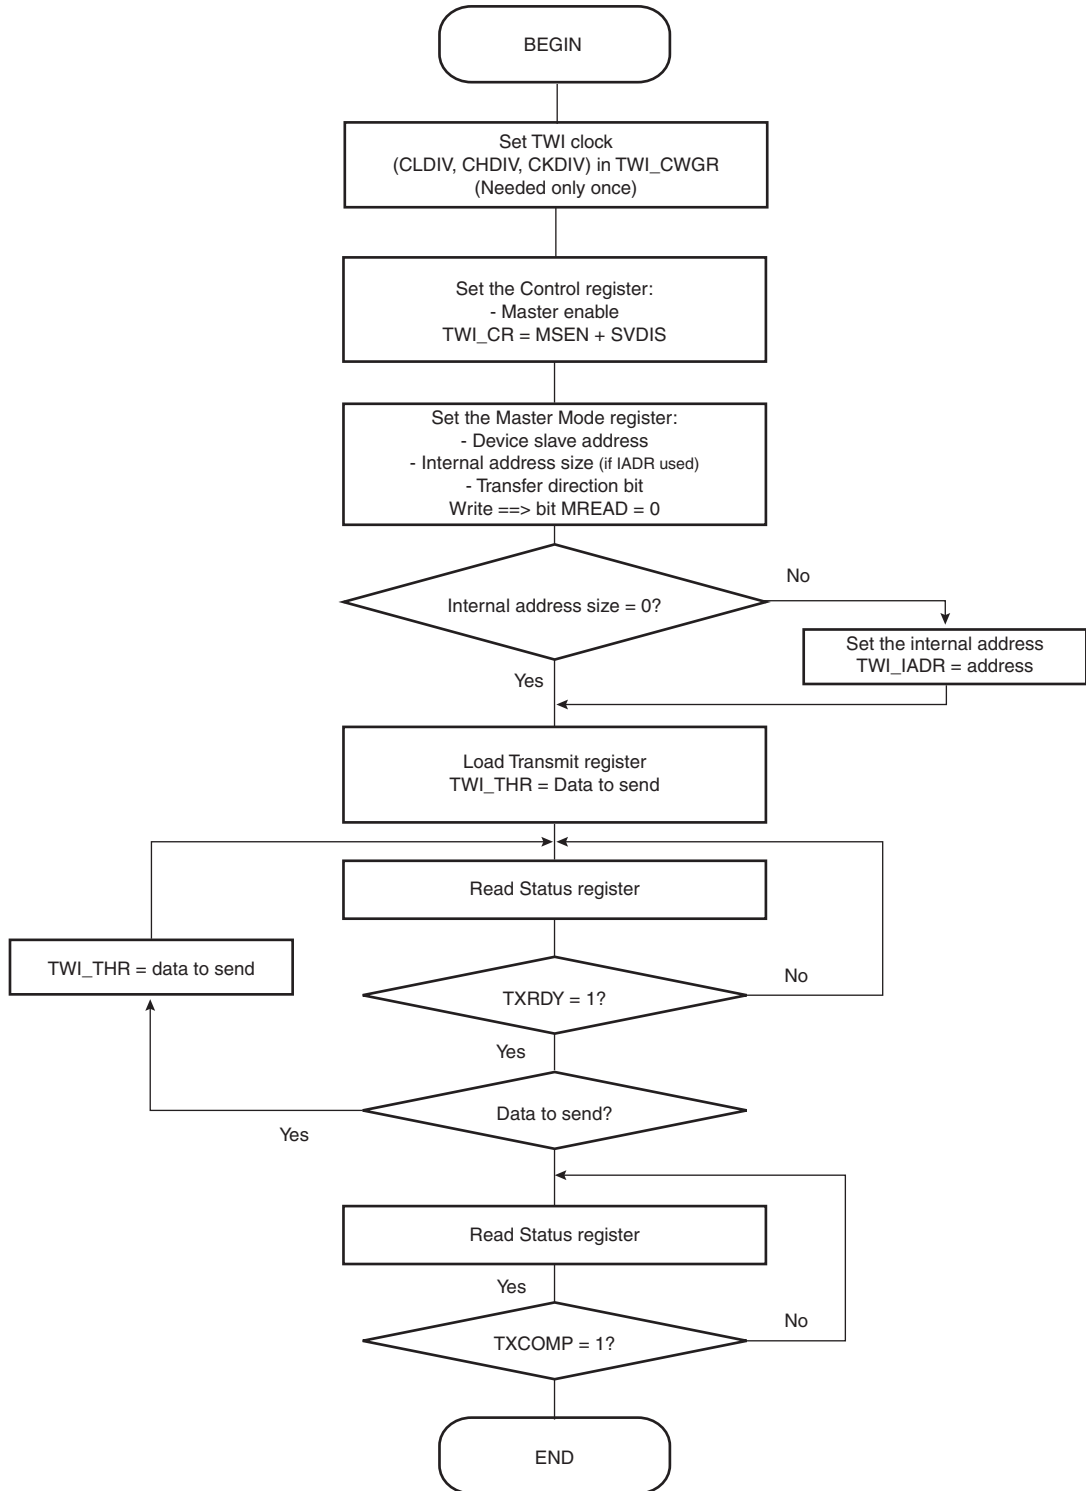 BEGIN
Set TWI clock
(CLDIV, CHDIV, CKDIV) in TWI_CWGR
(Needed only once)
Set the Control register:
- Master enable
TWI_CR = MSEN + SVDIS
Set the Master Mode register:
- Device slave address
- Internal address size (if IADR used)
- Transfer direction bit
Write ==> bit MREAD = 0
No
Internal address size = 0?
Set the internal address
TWI_IADR = address
Yes
Load Transmit register
TWI_THR = Data to send
Read Status register
TWI_THR = data to send
No
TXRDY = 1?
Yes
Data to send?
Yes
Read Status register
Yes
No
TXCOMP = 1?
END